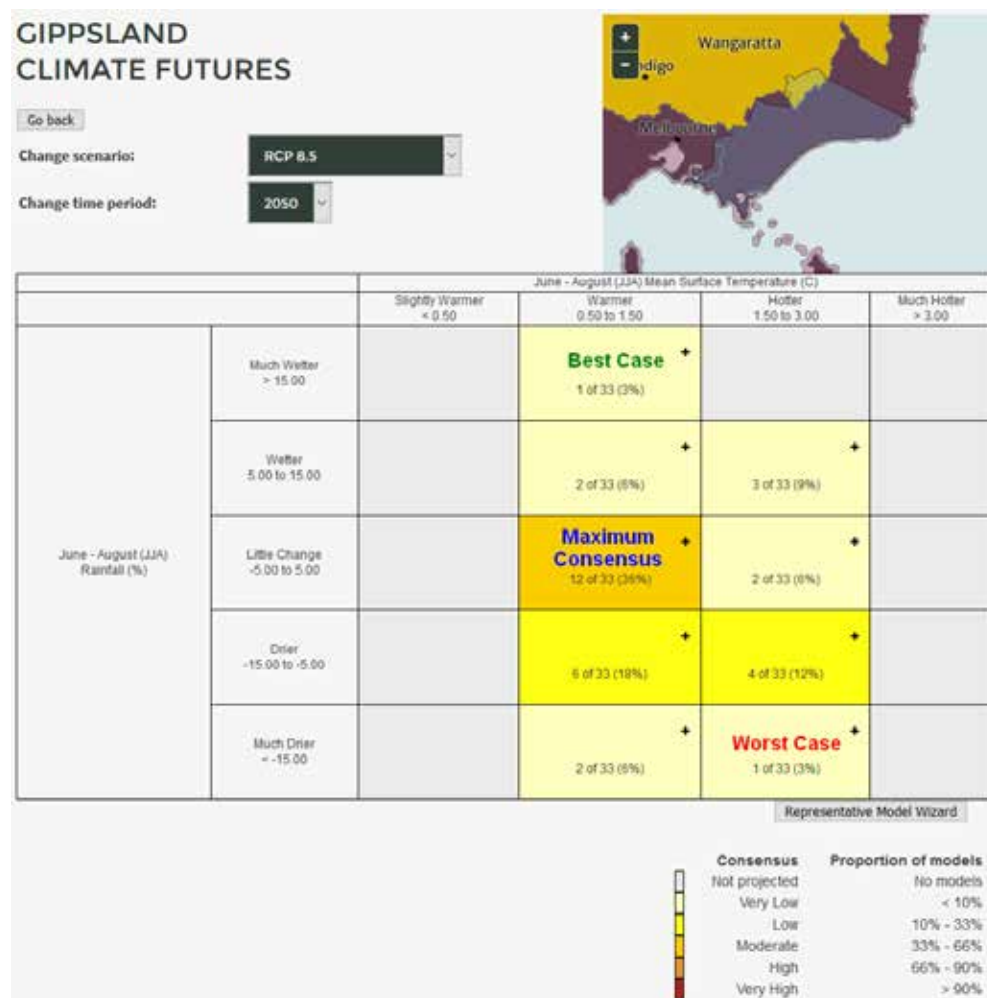 GIPPSLAND
CLIMATE FUTURES
Wangaratta
ndigo
Melbourne
Go back
Change scenario:
RCP 8.5
Change time period:
2050
June - August (JJA) Mean Surface Temperature (C)
Slightly Warmer
< 0.50
Warmer
0.50 to 1.50
Hotter
1.50 to 3.00
Much Hotter
> 3.00
June - August (JJA)
Rainfall (%)
Much Wetter
> 15.00
Best Case
+
1 of 33 (3%)
Wetter
5.00 to 15.00
+
2 of 33 (6%)
+
3 of 33 (9%)
Little Change
-5.00 to 5.00
Maximum
Consensus
+
12 of 33 (36%)
+
2 of 33 (6%)
Drier
-15.00 to -5.00
+
6 of 33 (18%)
+
4 of 33 (12%)
Much Drier
< -15.00
+
2 of 33 (6%)
Worst Case
+
1 of 33 (3%)
Representative Model Wizard
Consensus Proportion of models
Not projected No models
Very Low < 10%
Low 10% - 33%
Moderate 33% - 66%
High 66% - 90%
Very High > 90%